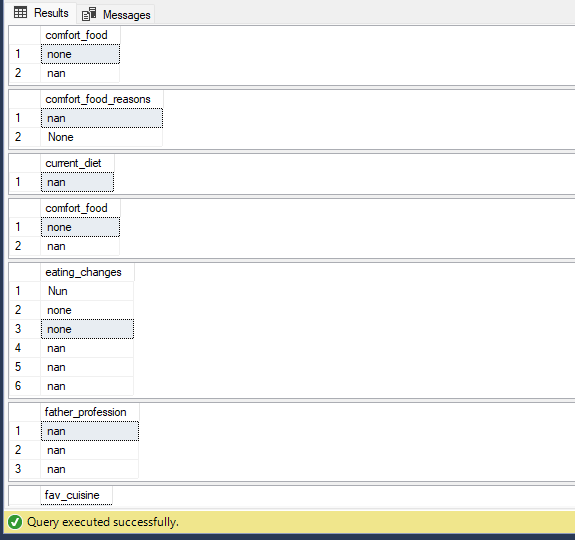 Results Messages
comfort_food
1 none
2 nan
comfort_food_reasons
1 nan
2 None
current_diet
1 nan
comfort_food
1 none
2 nan
eating_changes
1 Nun
2 none
3 none
4 nan
5 nan
6 nan
father_profession
1 nan
2 nan
3 nan
fav_cuisine
Query executed successfully.